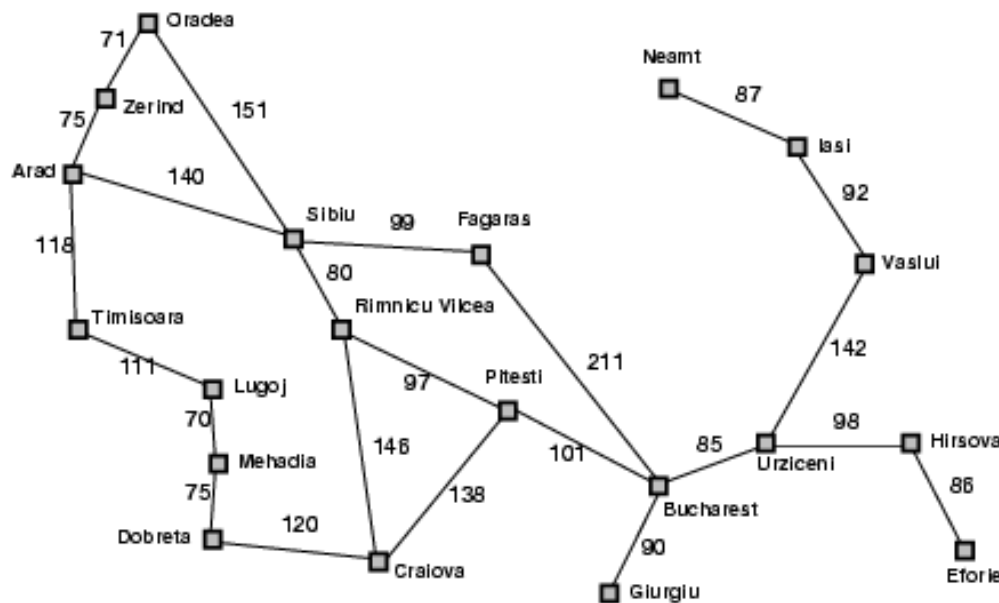 Oradea
71
Neamt
87
Zerind
151
75
Iasi
Arad
140
92
Sibiu
99
Fagaras
118
Vaslui
80
Timisoara
Rimnicu Vilcea
142
111
211
Lugoj
97
Pitesti
70
98
Hirsova
146
101
85
Urziceni
Mehadia
86
75
138
Bucharest
Dobreta
120
90
Craiova
Eforie
Giurgiu